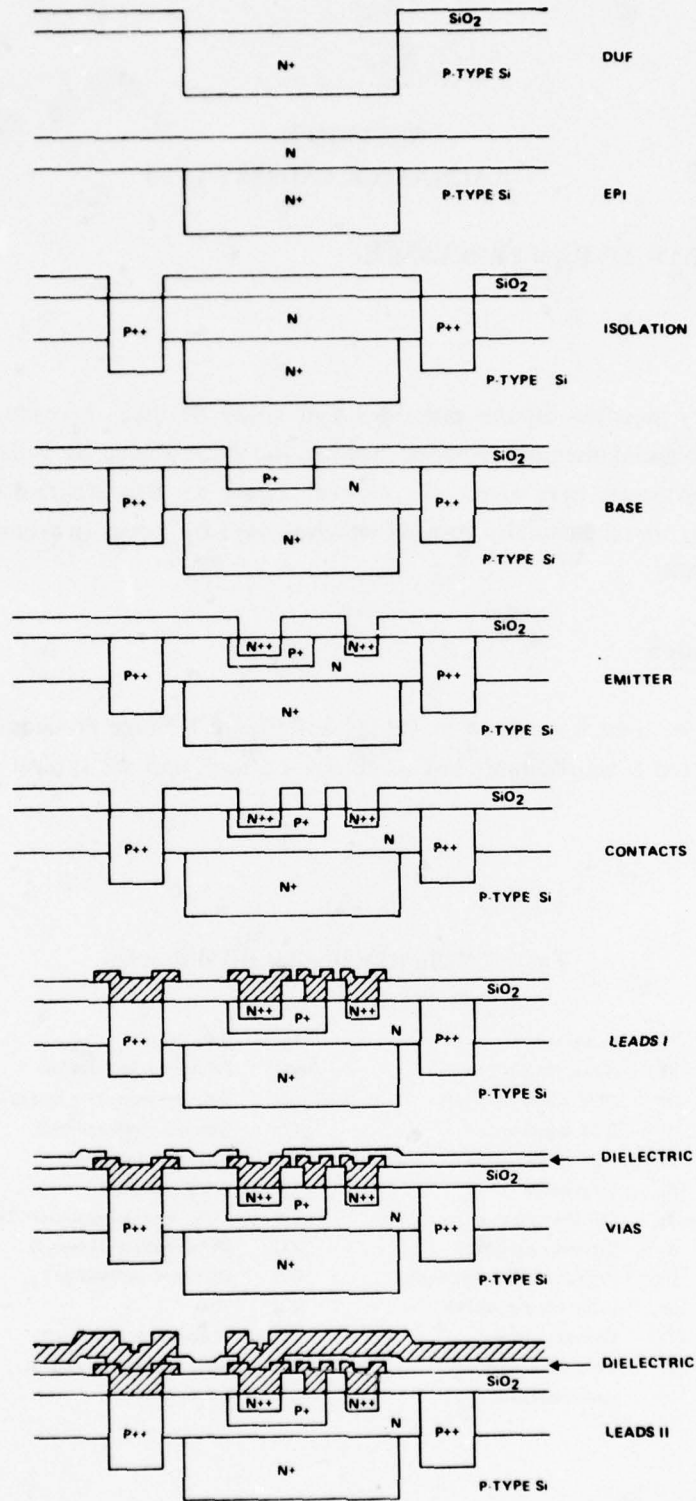 SiO2
N+
P-TYPE Si
DUF
N
N+
P-TYPE Si
EPI
SiO2
P++
N
P++
N+
P-TYPE Si
ISOLATION
SiO2
P+
P++
N
P++
N+
P-TYPE Si
BASE
SiO2
N++
P+
N++
P++
N
P++
N+
P-TYPE Si
EMITTER
SiO2
N++
P+
N++
P++
N
P++
N+
P-TYPE Si
CONTACTS
SiO2
N++
P+
N++
P++
N
P++
N+
P-TYPE Si
LEADS I
DIELECTRIC
SiO2
N++
P+
N++
P++
N
P++
N+
P-TYPE Si
VIAS
DIELECTRIC
SiO2
N++
P+
N++
P++
N
P++
N+
P-TYPE Si
LEADS II